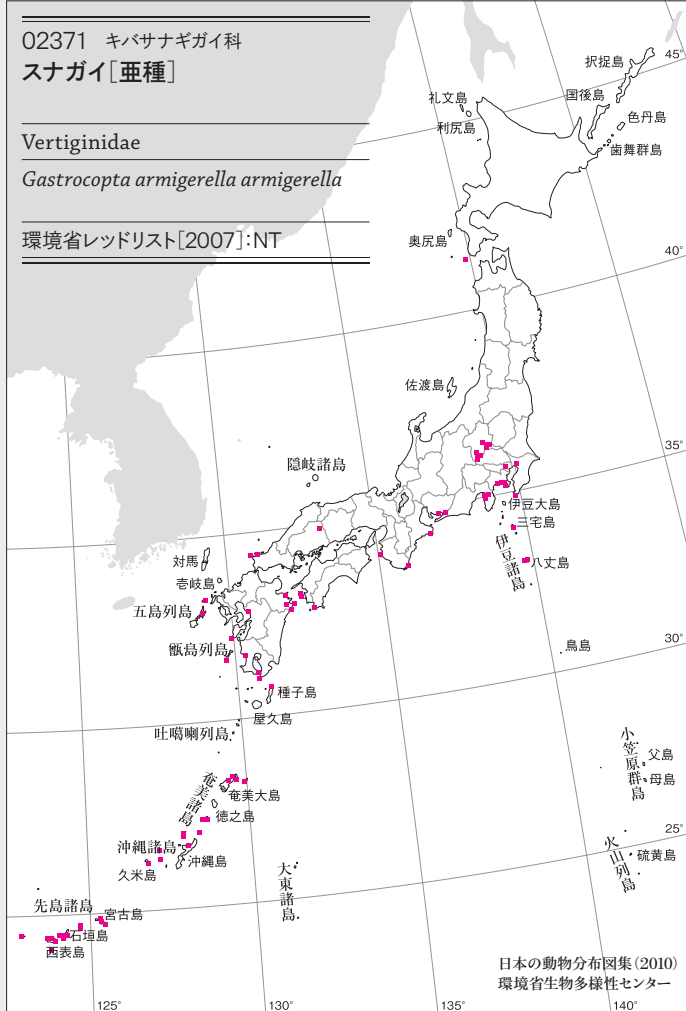 02371 キバサナギガイ科
スナガイ[亜種]
Vertiginidae
Gastrocopta armigerella armigerella
環境省レッドリスト[2007]:NT
択捉島
45°
国後島
礼文島
色丹島
利尻島
歯舞群島
奥尻島
40°
佐渡島
35°
隠岐諸島
伊豆大島
三宅島
伊豆諸島
八丈島
対馬
壱岐島
五島列島
甑島列島
鳥島
30°
種子島
屋久島
吐噶喇列島
小笠原群島
父島
母島
奄美諸島
奄美大島
徳之島
25°
沖縄諸島
沖縄島
久米島
火山列島
硫黄島
大東諸島
先島諸島
宮古島
石垣島
西表島
日本の動物分布図集(2010)
環境省生物多様性センター
125°
130°
135°
140°